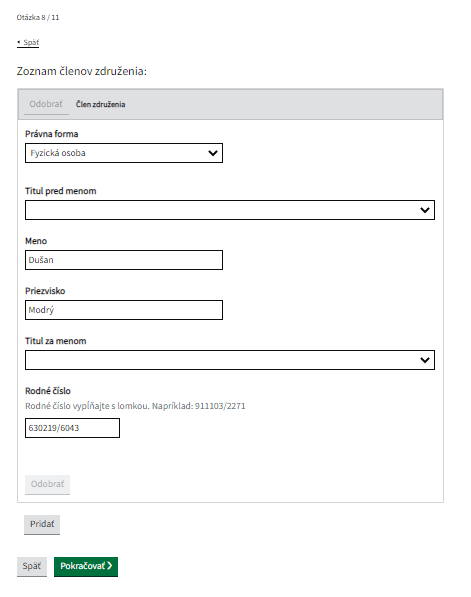 Otázka 8 / 11
Späť
Zoznam členov združenia:
Odobrať Člen združenia
Právna forma
Fyzická osoba
Titul pred menom
Meno
Dušan
Priezvisko
Modrý
Titul za menom
Rodné číslo
Rodné číslo vypĺňajte s lomkou. Napríklad: 911103/2271
630219/6043
Odobrať
Pridať
Späť Pokračovať